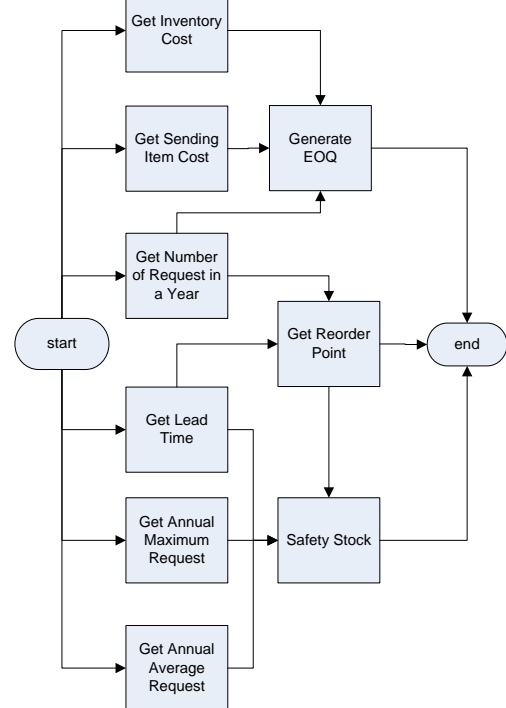 Get Inventory
Cost
Get Sending
Item Cost
Generate
EOQ
Get Number
of Request in
a Year
start
Get Reorder
Point
end
Get Lead
Time
Get Annual
Maximum
Request
Safety Stock
Get Annual
Average
Request